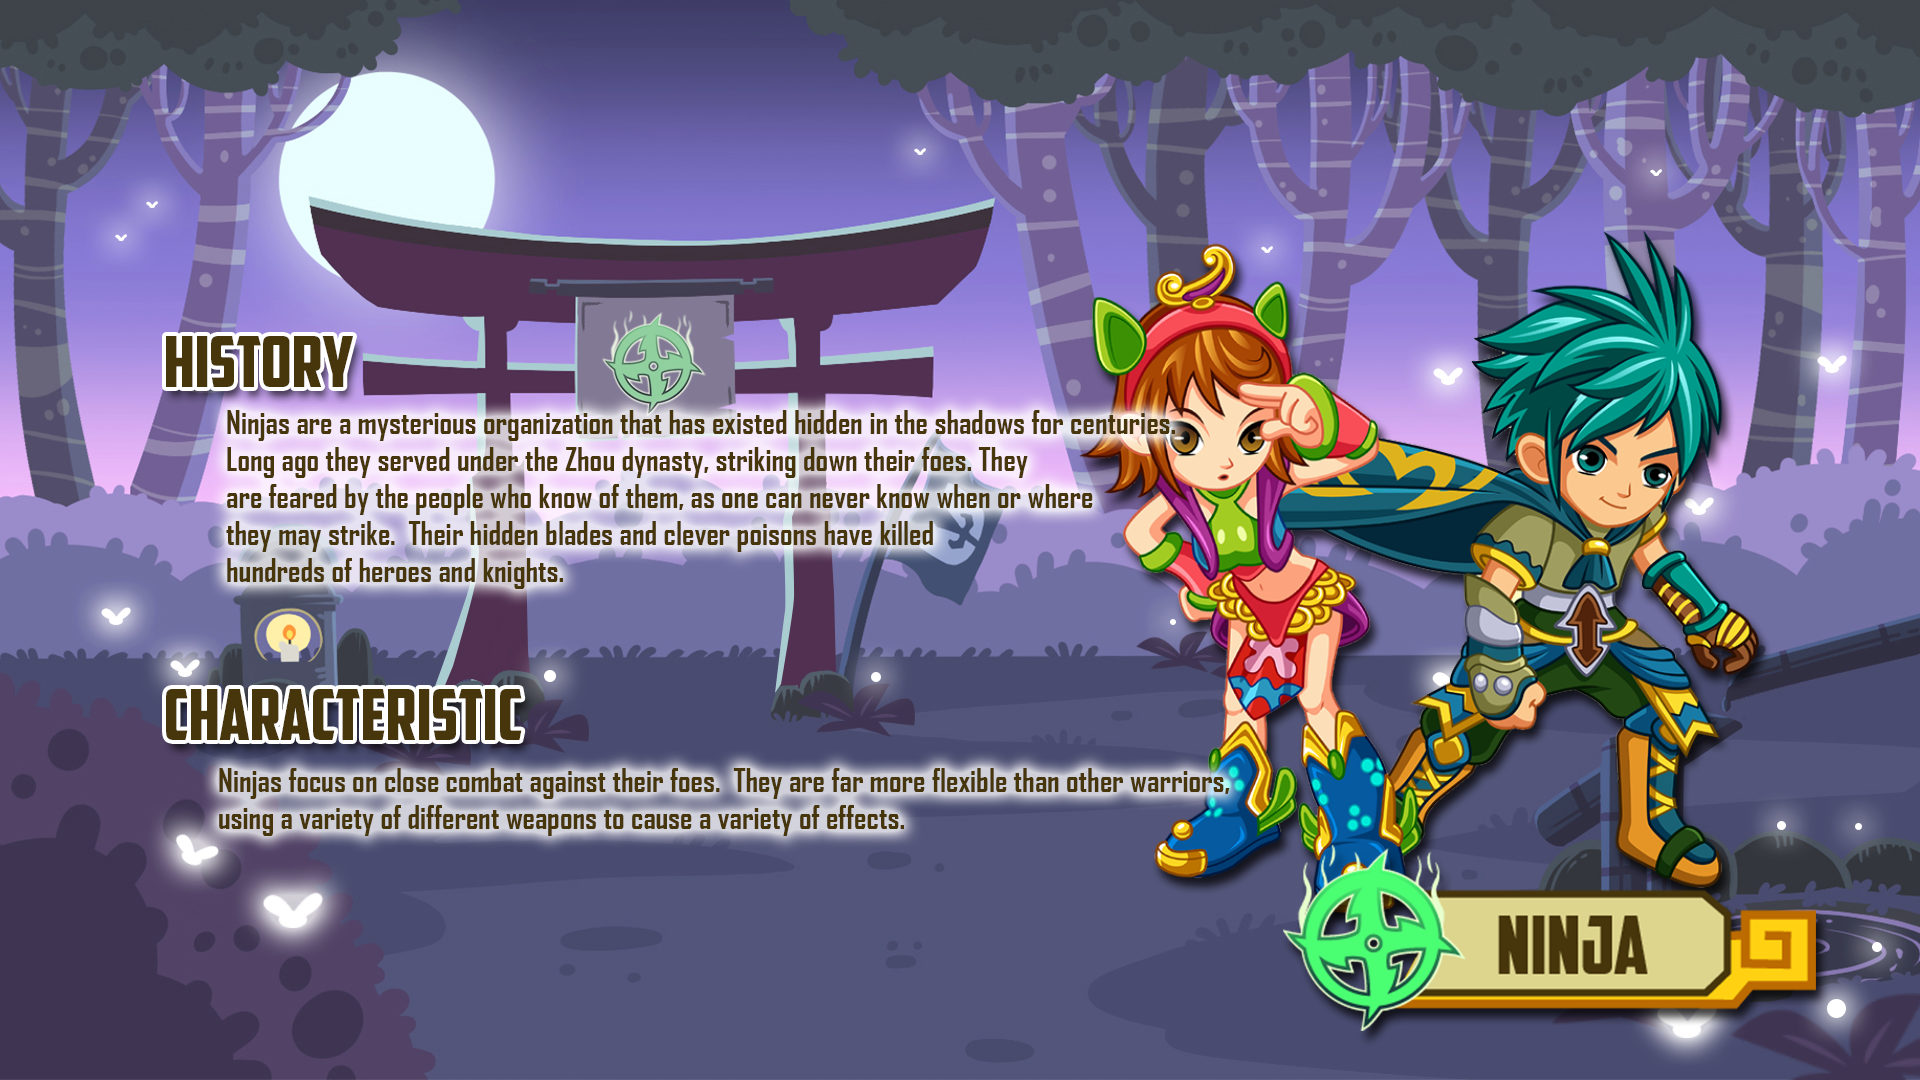 HISTORY
Ninjas are a mysterious organization that has existed hidden in the shadows for centuries.
Long ago they served under the Zhou dynasty, striking down their foes. They
are feared by the people who know of them, as one can never know when or where
they may strike.  Their hidden blades and clever poisons have killed
hundreds of heroes and knights.
CHARACTERISTIC
Ninjas focus on close combat against their foes.  They are far more flexible than other warriors,
using a variety of different weapons to cause a variety of effects.
NINJA